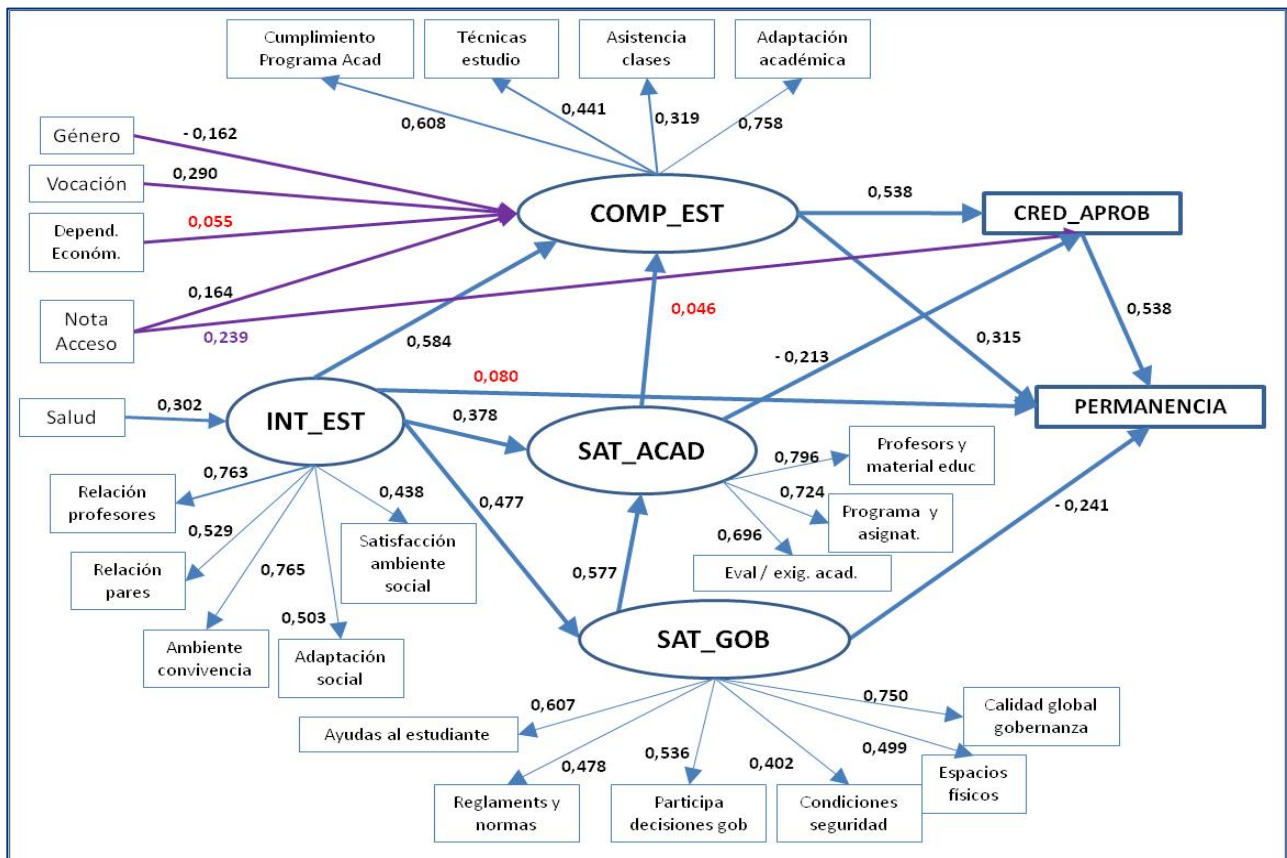 Cumplimiento
Programa Acad
Técnicas
estudio
Asistencia
clases
Adaptación
académica
0,608
0,441
0,319
0,758
Género
- 0,162
Vocación
0,290
Depend.
Económ.
0,055
Nota
Acceso
0,164
0,239
COMP_EST
0,538
CRED_APROB
0,046
0,584
- 0,213
0,315
0,538
0,080
Salud
0,302
INT_EST
0,378
SAT_ACAD
PERMANENCIA
0,477
0,796
Profesors y
material educ
0,724
Programa y
asignat.
0,696
Eval / exig. acad.
- 0,241
0,763
Relación
profesores
0,529
Relación
pares
0,765
Ambiente
convivencia
0,503
Adaptación
social
0,438
Satisfacción
ambiente
social
0,577
SAT_GOB
0,607
Ayudas al estudiante
0,478
Reglaments y
normas
0,536
Participa
decisiones gob
0,402
Condiciones
seguridad
0,499
Espacios
físicos
0,750
Calidad global
gobernanza